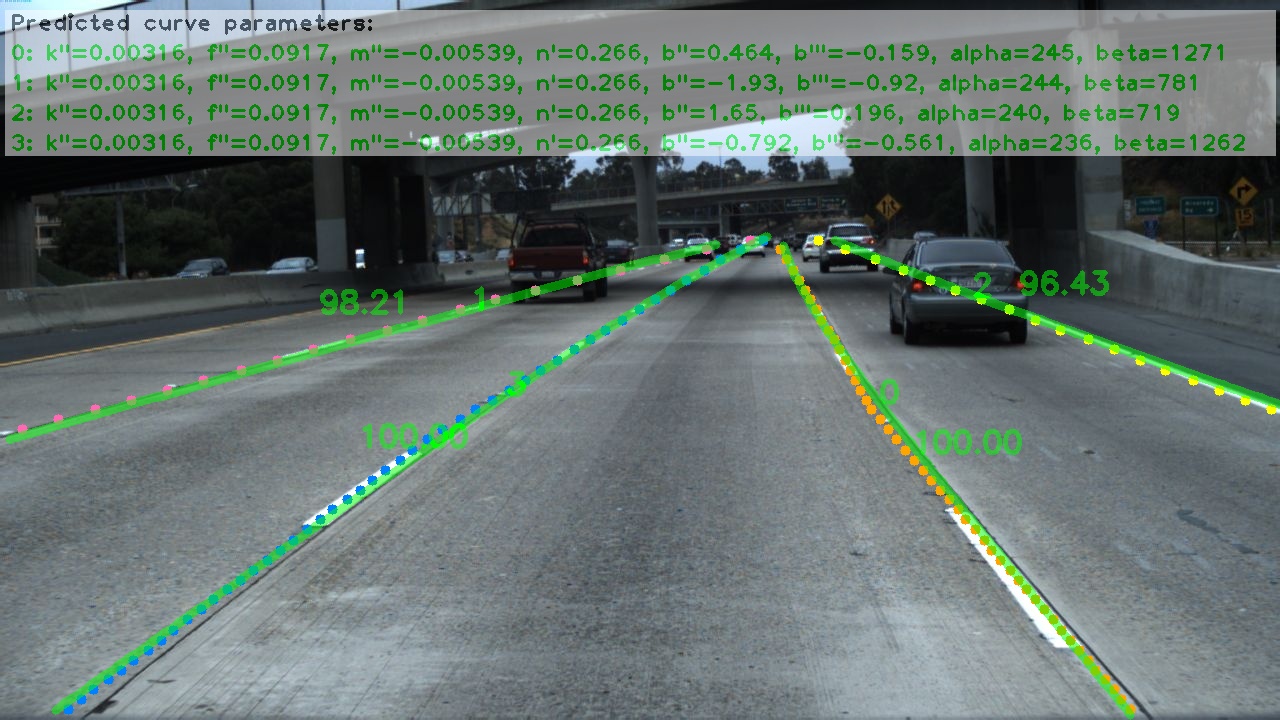 Predicted curve parameters:
0: k''=0.00316, f''=0.0917, m''=-0.00539, n'=0.266, b''=0.464, b'''=-0.159, alpha=245, beta=1271
1: k''=0.00316, f''=0.0917, m''=-0.00539, n'=0.266, b''=-1.93, b'''=-0.92, alpha=244, beta=781
2: k''=0.00316, f''=0.0917, m''=-0.00539, n'=0.266, b''=1.65, b'''=0.196, alpha=240, beta=719
3: k''=0.00316, f''=0.0917, m''=-0.00539, n'=0.266, b''=-0.792, b'''=-0.561, alpha=236, beta=1262
15
98.21 1
2 96.43
3
0
100.00
100.00